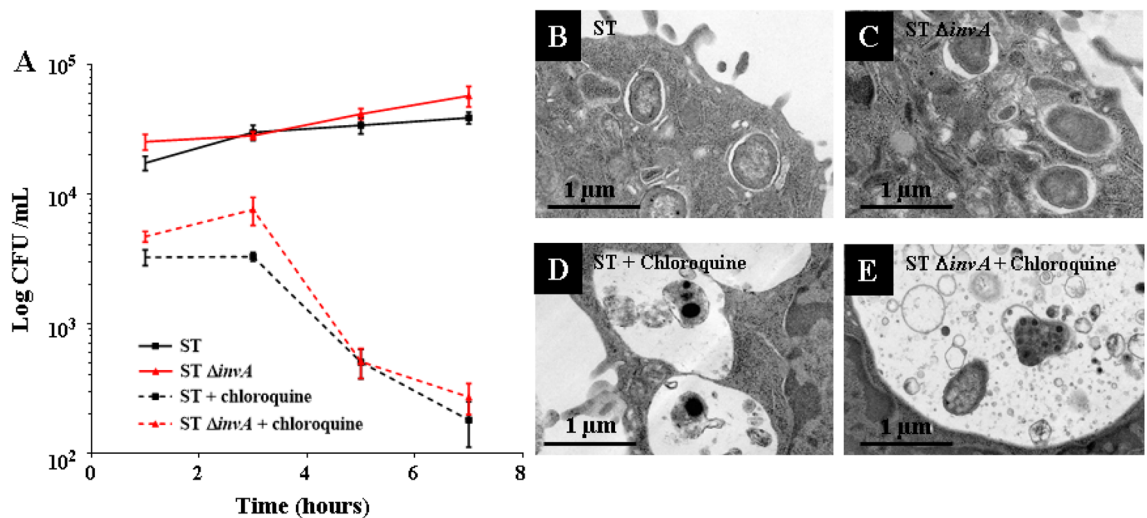 A
Log CFU /mL
10⁵
10⁴
10³
10²
ST
ST ΔinvA
ST + chloroquine
ST ΔinvA + chloroquine
0 2 4 6 8
Time (hours)
B ST
1 μm
C ST ΔinvA
1 μm
D ST + Chloroquine
1 μm
E ST ΔinvA + Chloroquine
1 μm